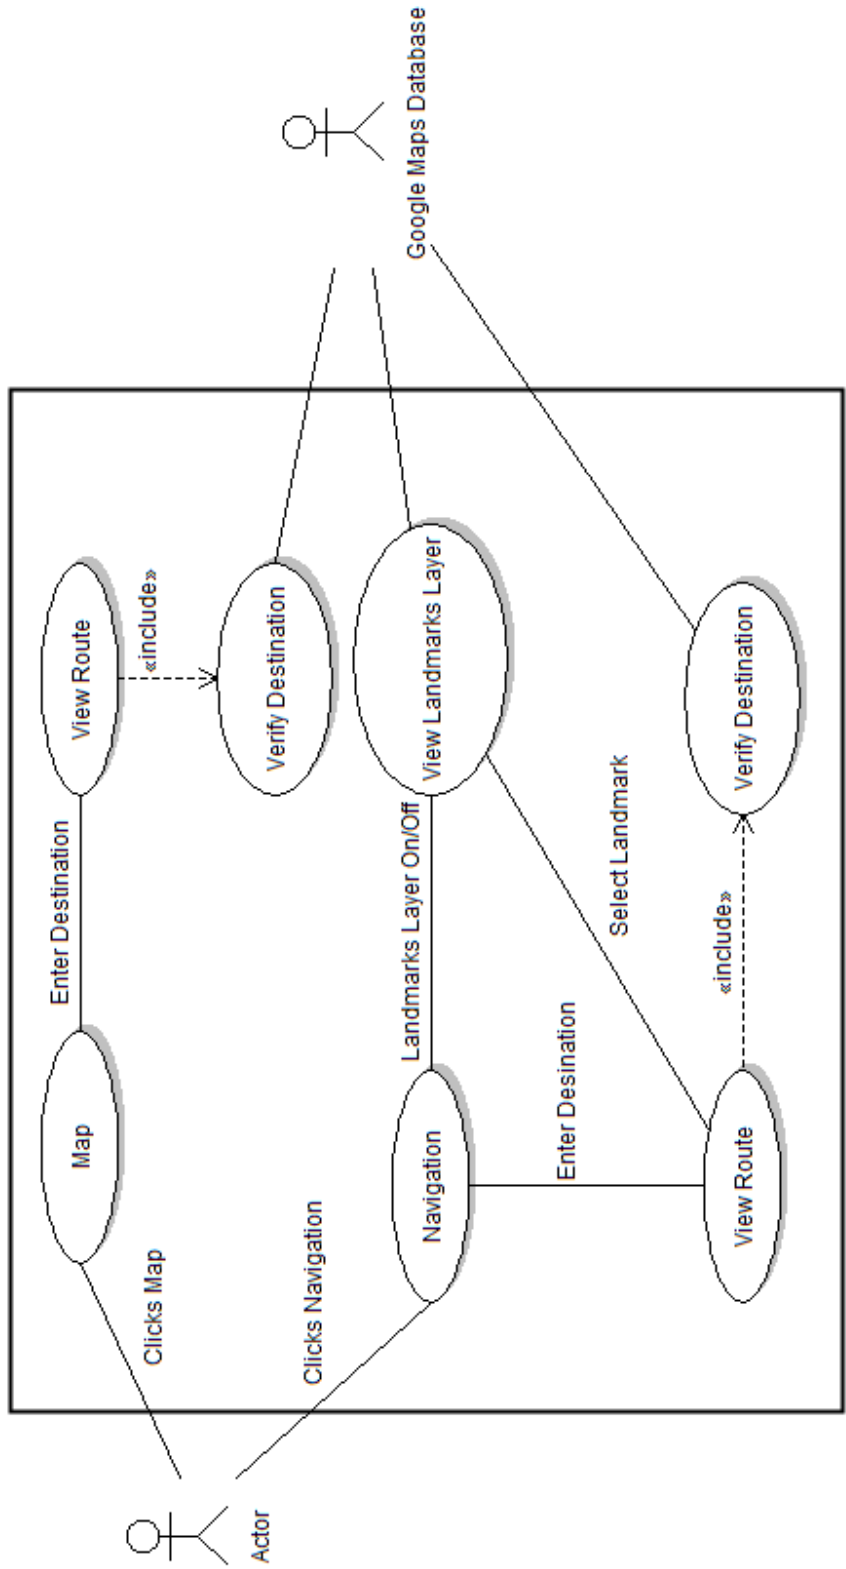 Clicks Map
Map
Enter Destination
View Route
«include»
Verify Destination
Google Maps Database
Actor
Clicks Navigation
Navigation
Landmarks Layer On/Off
View Landmarks Layer
Enter Desination
Select Landmark
View Route
«include»
Verify Destination